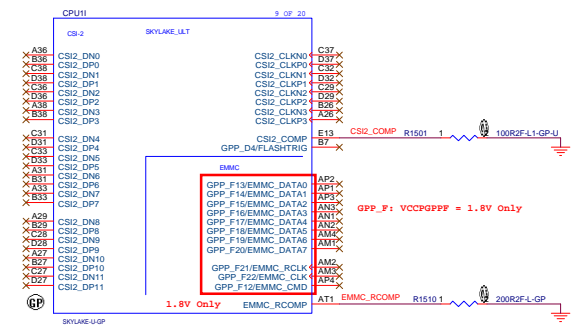 CPU1I 9 OF 20
CSI-2 SKYLAKE_ULT
A36 CSI2_DN0 CSI2_CLKN0 C37
B36 CSI2_DP0 CSI2_CLKP0 D37
C38 CSI2_DN1 CSI2_CLKN1 C32
D38 CSI2_DP1 CSI2_CLKP1 D32
C36 CSI2_DN2 CSI2_CLKN2 C29
D36 CSI2_DP2 CSI2_CLKP2 D29
A38 CSI2_DN3 CSI2_CLKN3 B26
B38 CSI2_DP3 CSI2_CLKP3 A26
C31 CSI2_DN4 CSI2_COMP E13 CSI2_COMP R1501 1 2 100R2F-L1-GP-U
D31 CSI2_DP4 GPP_D4/FLASHTRIG B7
C33 CSI2_DN5
D33 CSI2_DP5
A31 CSI2_DN6 EMMC
B31 CSI2_DP6
A33 CSI2_DN7 GPP_F13/EMMC_DATA0 AP2
B33 CSI2_DP7 GPP_F14/EMMC_DATA1 AP1
GPP_F15/EMMC_DATA2 AP3
GPP_F16/EMMC_DATA3 AN3 GPP_F: VCCPGPPF = 1.8V Only
A29 CSI2_DN8 GPP_F17/EMMC_DATA4 AN1
B29 CSI2_DP8 GPP_F18/EMMC_DATA5 AN2
C28 CSI2_DN9 GPP_F19/EMMC_DATA6 AM4
D28 CSI2_DP9 GPP_F20/EMMC_DATA7 AM1
A27 CSI2_DN10
B27 CSI2_DP10 GPP_F21/EMMC_RCLK AM2
C27 CSI2_DN11 GPP_F22/EMMC_CLK AM3
D27 CSI2_DP11 GPP_F12/EMMC_CMD AP4
GP 1.8V Only EMMC_RCOMP AT1 EMMC_RCOMP R1510 1 2 200R2F-L-GP
SKYLAKE-U-GP